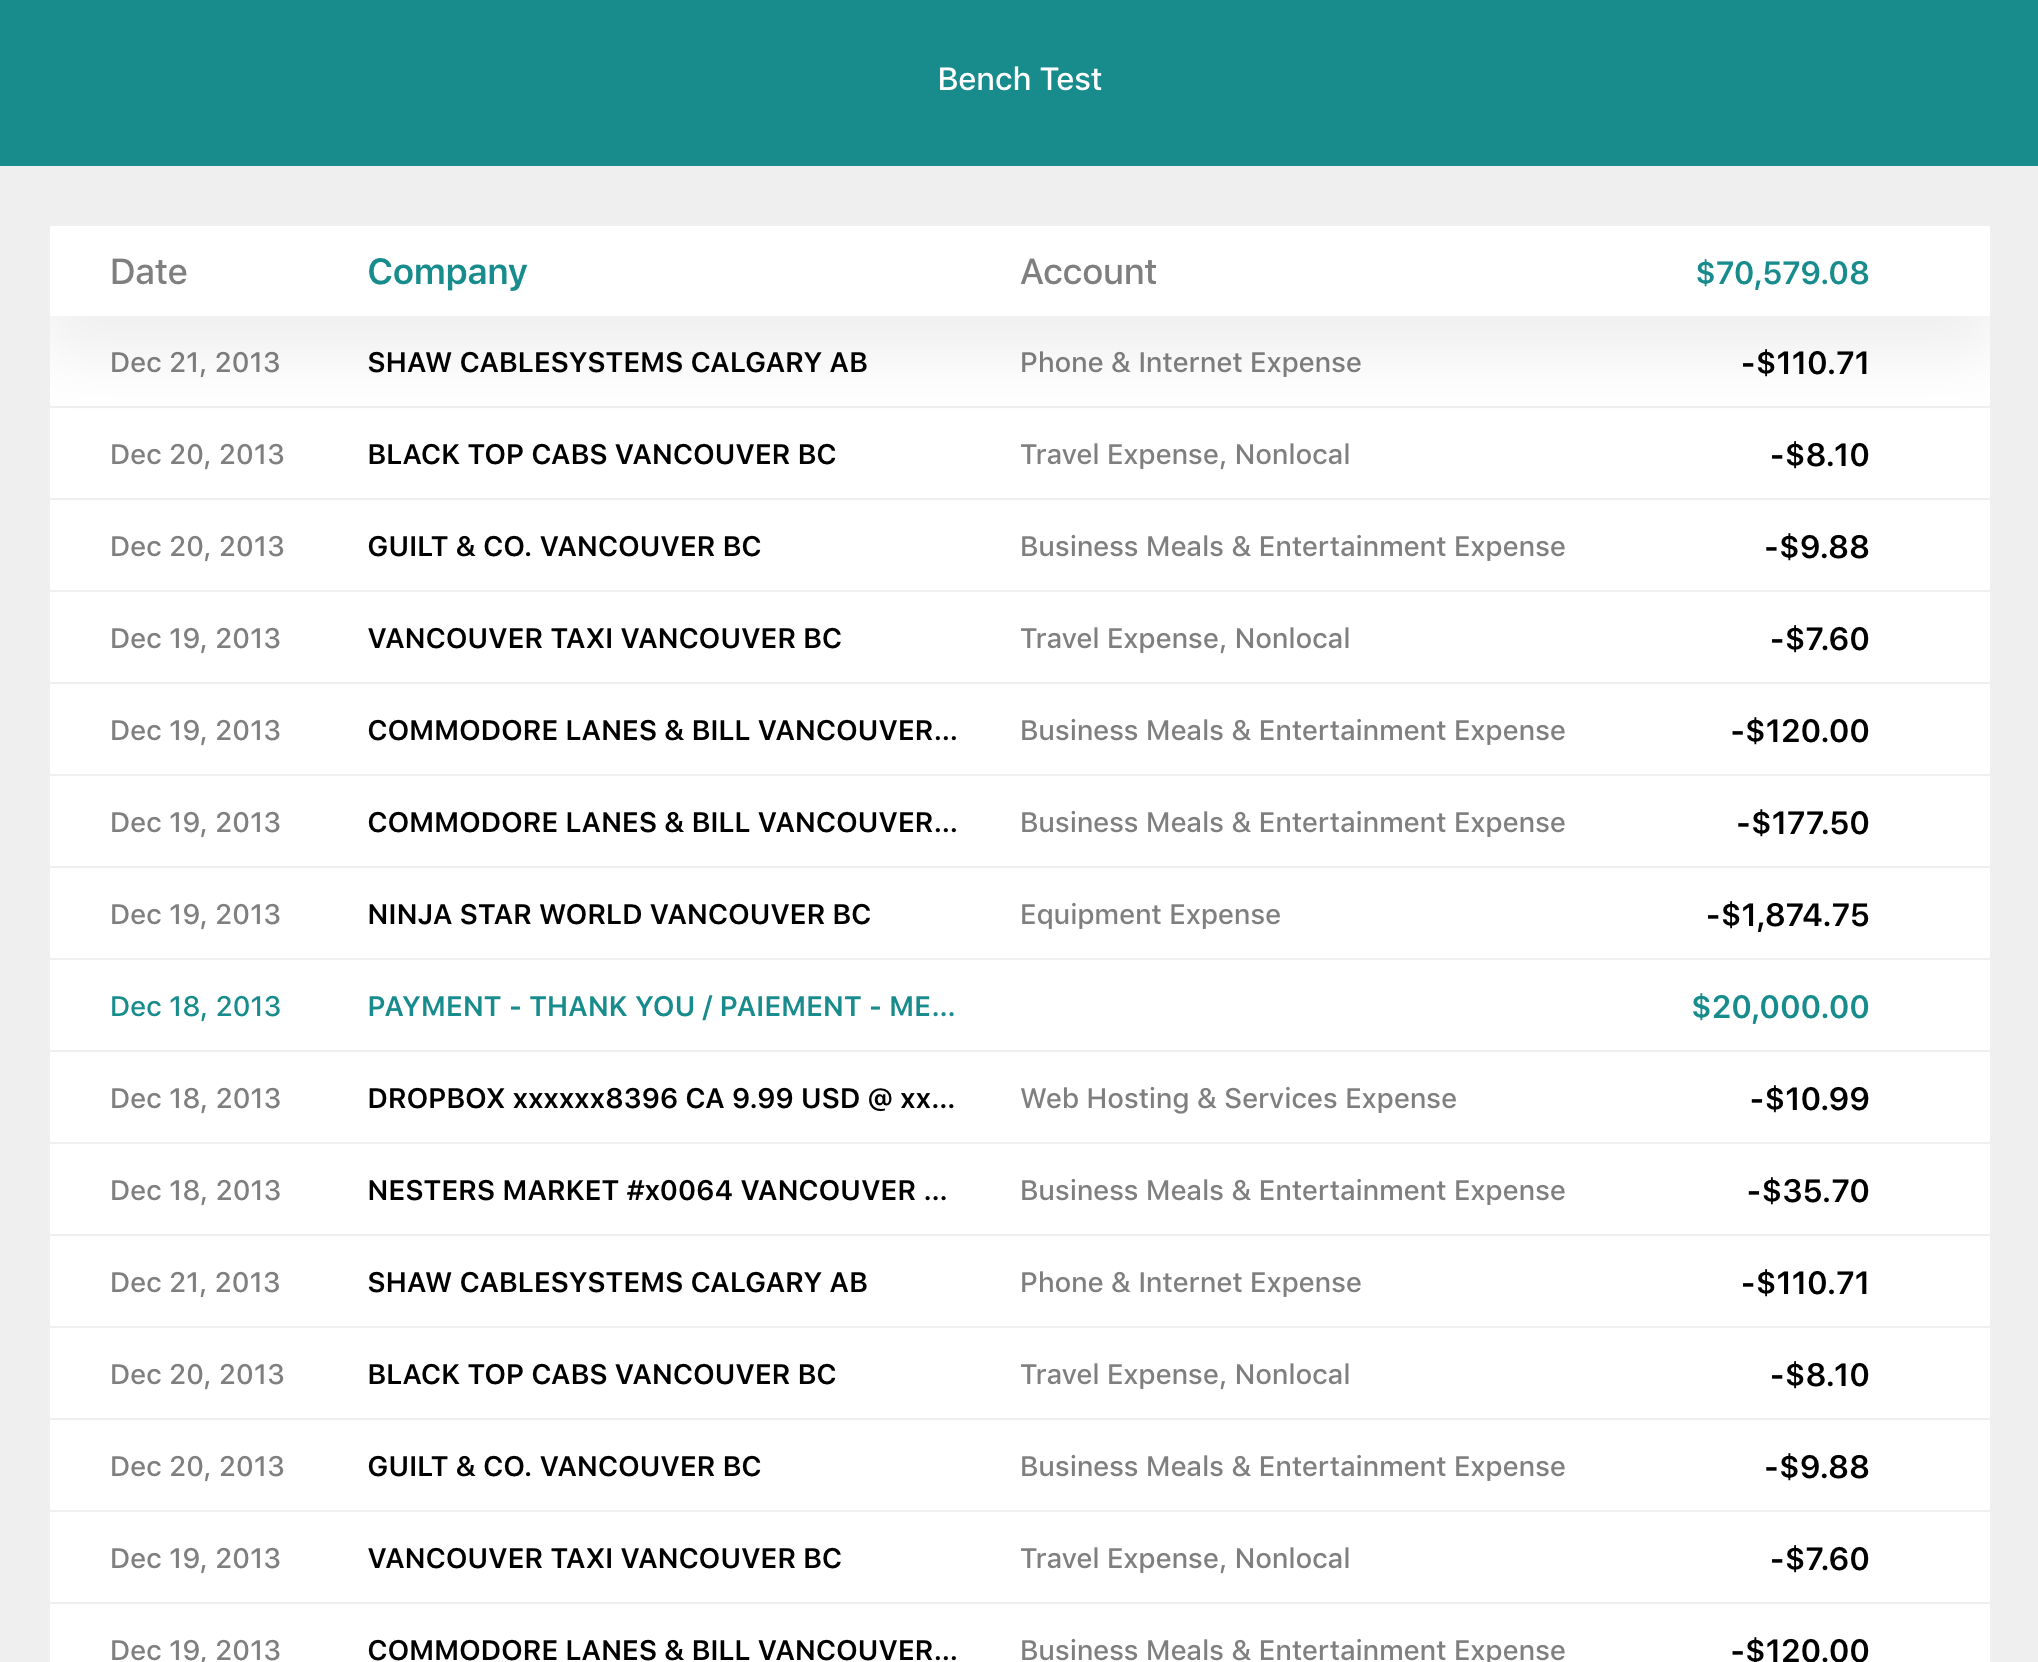 Bench Test
Date Company Account $70,579.08
Dec 21, 2013 SHAW CABLESYSTEMS CALGARY AB Phone & Internet Expense -$110.71
Dec 20, 2013 BLACK TOP CABS VANCOUVER BC Travel Expense, Nonlocal -$8.10
Dec 20, 2013 GUILT & CO. VANCOUVER BC Business Meals & Entertainment Expense -$9.88
Dec 19, 2013 VANCOUVER TAXI VANCOUVER BC Travel Expense, Nonlocal -$7.60
Dec 19, 2013 COMMODORE LANES & BILL VANCOUVER... Business Meals & Entertainment Expense -$120.00
Dec 19, 2013 COMMODORE LANES & BILL VANCOUVER... Business Meals & Entertainment Expense -$177.50
Dec 19, 2013 NINJA STAR WORLD VANCOUVER BC Equipment Expense -$1,874.75
Dec 18, 2013 PAYMENT - THANK YOU / PAIEMENT - ME... $20,000.00
Dec 18, 2013 DROPBOX xxxxxx8396 CA 9.99 USD @ xx... Web Hosting & Services Expense -$10.99
Dec 18, 2013 NESTERS MARKET #x0064 VANCOUVER ... Business Meals & Entertainment Expense -$35.70
Dec 21, 2013 SHAW CABLESYSTEMS CALGARY AB Phone & Internet Expense -$110.71
Dec 20, 2013 BLACK TOP CABS VANCOUVER BC Travel Expense, Nonlocal -$8.10
Dec 20, 2013 GUILT & CO. VANCOUVER BC Business Meals & Entertainment Expense -$9.88
Dec 19, 2013 VANCOUVER TAXI VANCOUVER BC Travel Expense, Nonlocal -$7.60
Dec 19, 2013 COMMODORE LANES & BILL VANCOUVER... Business Meals & Entertainment Expense -$120.00